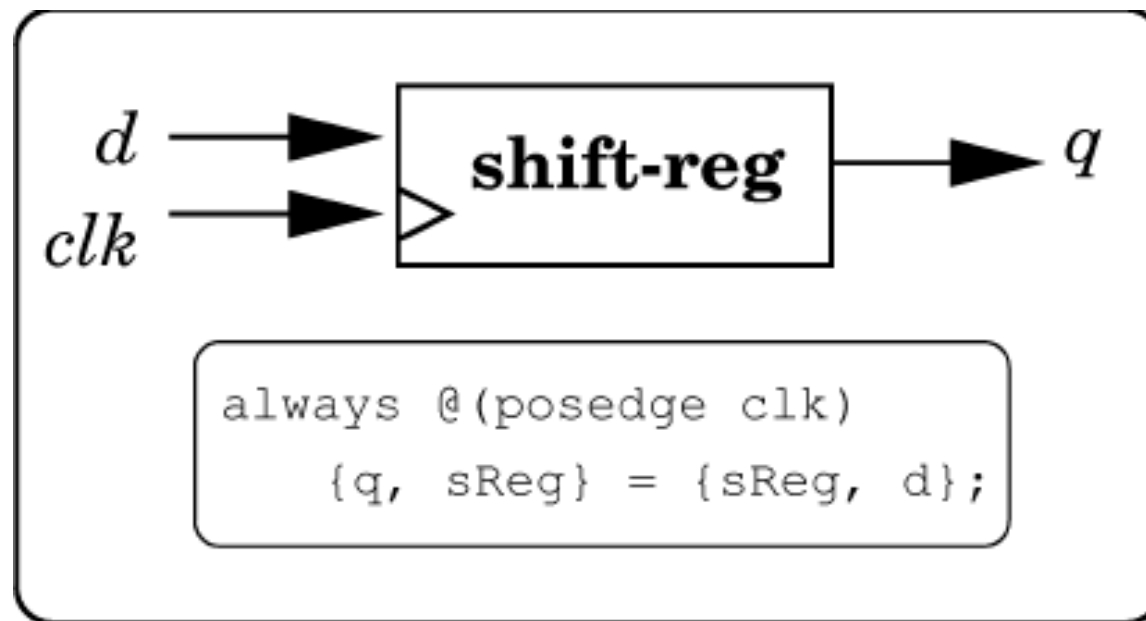 d
shift-reg
q
clk
always @(posedge clk)
{q, sReg} = {sReg, d};